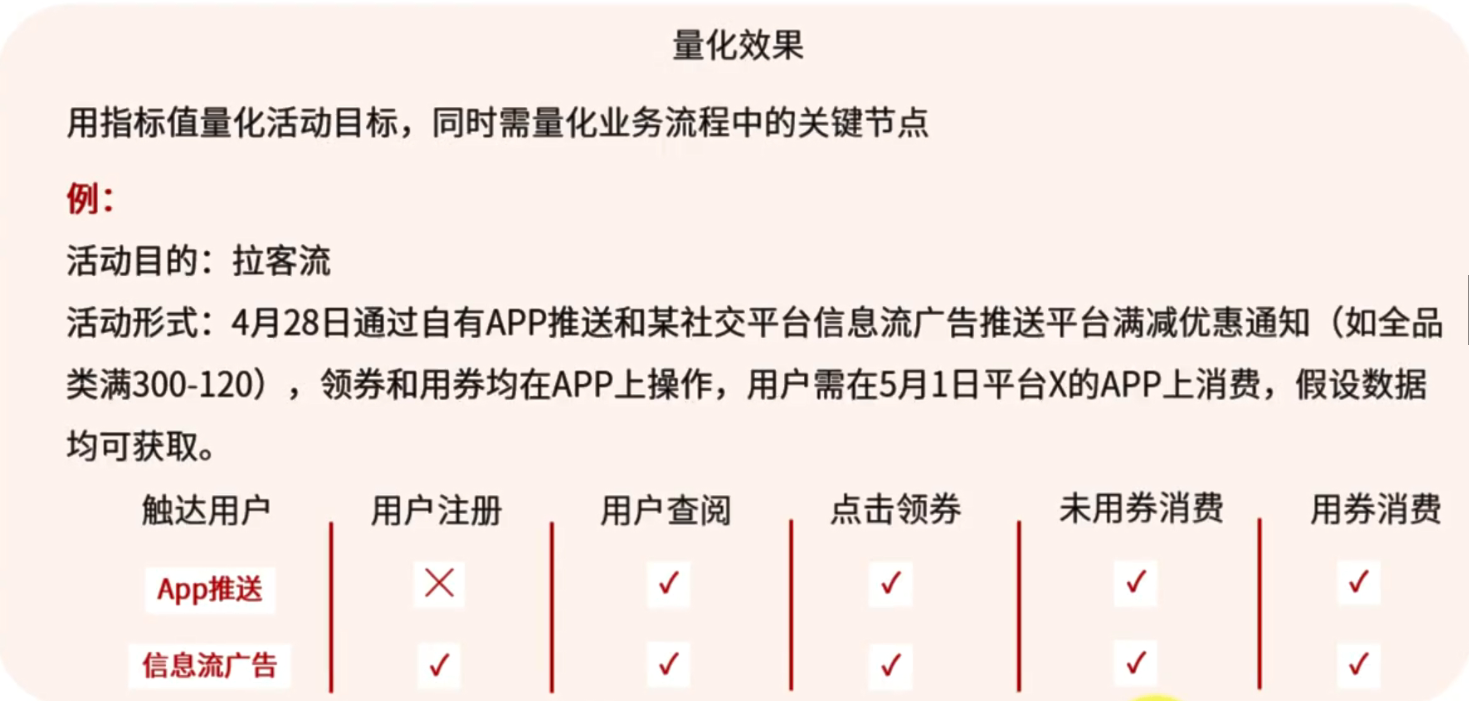 量化效果
用指标值量化活动目标，同时需量化业务流程中的关键节点
例：
活动目的：拉客流
活动形式：4月28日通过自有APP推送和某社交平台信息流广告推送平台满减优惠通知（如全品
类满300-120），领券和用券均在APP上操作，用户需在5月1日平台X的APP上消费，假设数据
均可获取。
触达用户 用户注册 用户查阅 点击领券 未用券消费 用券消费
App推送 × ✓ ✓ ✓ ✓
信息流广告 ✓ ✓ ✓ ✓ ✓